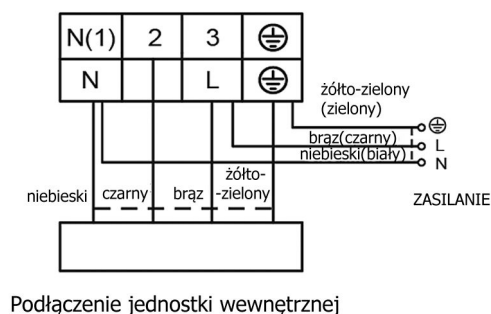 N(1) 2 3
N L
żółto-zielony
(zielony)
brąz(czarny)
L
niebieski(biały)
N
żółto-
niebieski czarny brąz -zielony
ZASILANIE
Podłączenie jednostki wewnętrznej